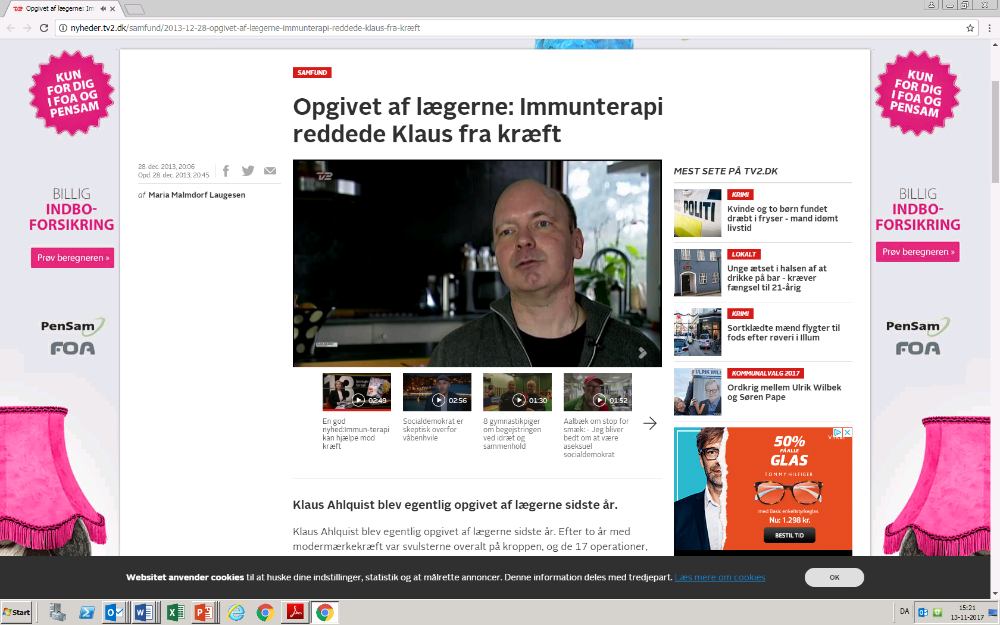 Opgivet af lægerne: Im
nyheder.tv2.dk/samfund/2013-12-28-opgivet-af-lægerne-immunterapi-reddede-klaus-fra-kræft
KUN
FOR DIG
I FOA OG
PENSAM
BILLIG
INDBO-
FORSIKRING
Prøv beregneren »
PenSam
FOA
SAMFUND
Opgivet af lægerne: Immunterapi
reddede Klaus fra kræft
28. dec. 2013, 20:06
Opd. 28. dec. 2013, 20:45
af Maria Malmdorf Laugesen
TV2
13
Immun-
terapi
02:49
02:56
01:30
01:52
En god
nyhed:Immun-terapi
kan hjælpe mod
kræft
Socialdemokrat er
skeptisk overfor
våbenhvile
8 gymnastikpiger
om begejstringen
ved idræt og
sammenhold
Aalbæk om stop for
smæk: - Jeg bliver
bedt om at være
aseksuel
socialdemokrat
Klaus Ahlquist blev egentlig opgivet af lægerne sidste år.
Klaus Ahlquist blev egentlig opgivet af lægerne sidste år. Efter to år med
modermærkekræft var svulsterne overalt på kroppen, og de 17 operationer,
MEST SETE PÅ TV2.DK
POLITI
KRIMI
Kvinde og to børn fundet
dræbt i fryser - mand idømt
livstid
LOKALT
Unge ætset i halsen af at
drikke på bar - kræver
fængsel til 21-årig
KRIMI
Sortklædte mænd flygter til
fods efter røveri i Illum
ULRIK WILB
KOMMUNALVALG 2017
Ordkrig mellem Ulrik Wilbek
og Søren Pape
50%
PÅ ALLE
GLAS
TOMMY HILFIGER
med Basic enkeltstyrkeglas
Nu: 1.298 kr.
BESTIL TID
KUN
FOR DIG
I FOA OG
PENSAM
BILLIG
INDBO-
FORSIKRING
Prøv beregneren »
PenSam
FOA
Websitet anvender cookies til at huske dine indstillinger, statistik og at målrette annoncer. Denne information deles med tredjepart. Læs mere om cookies
OK
Start
DA
15:21
13-11-2017